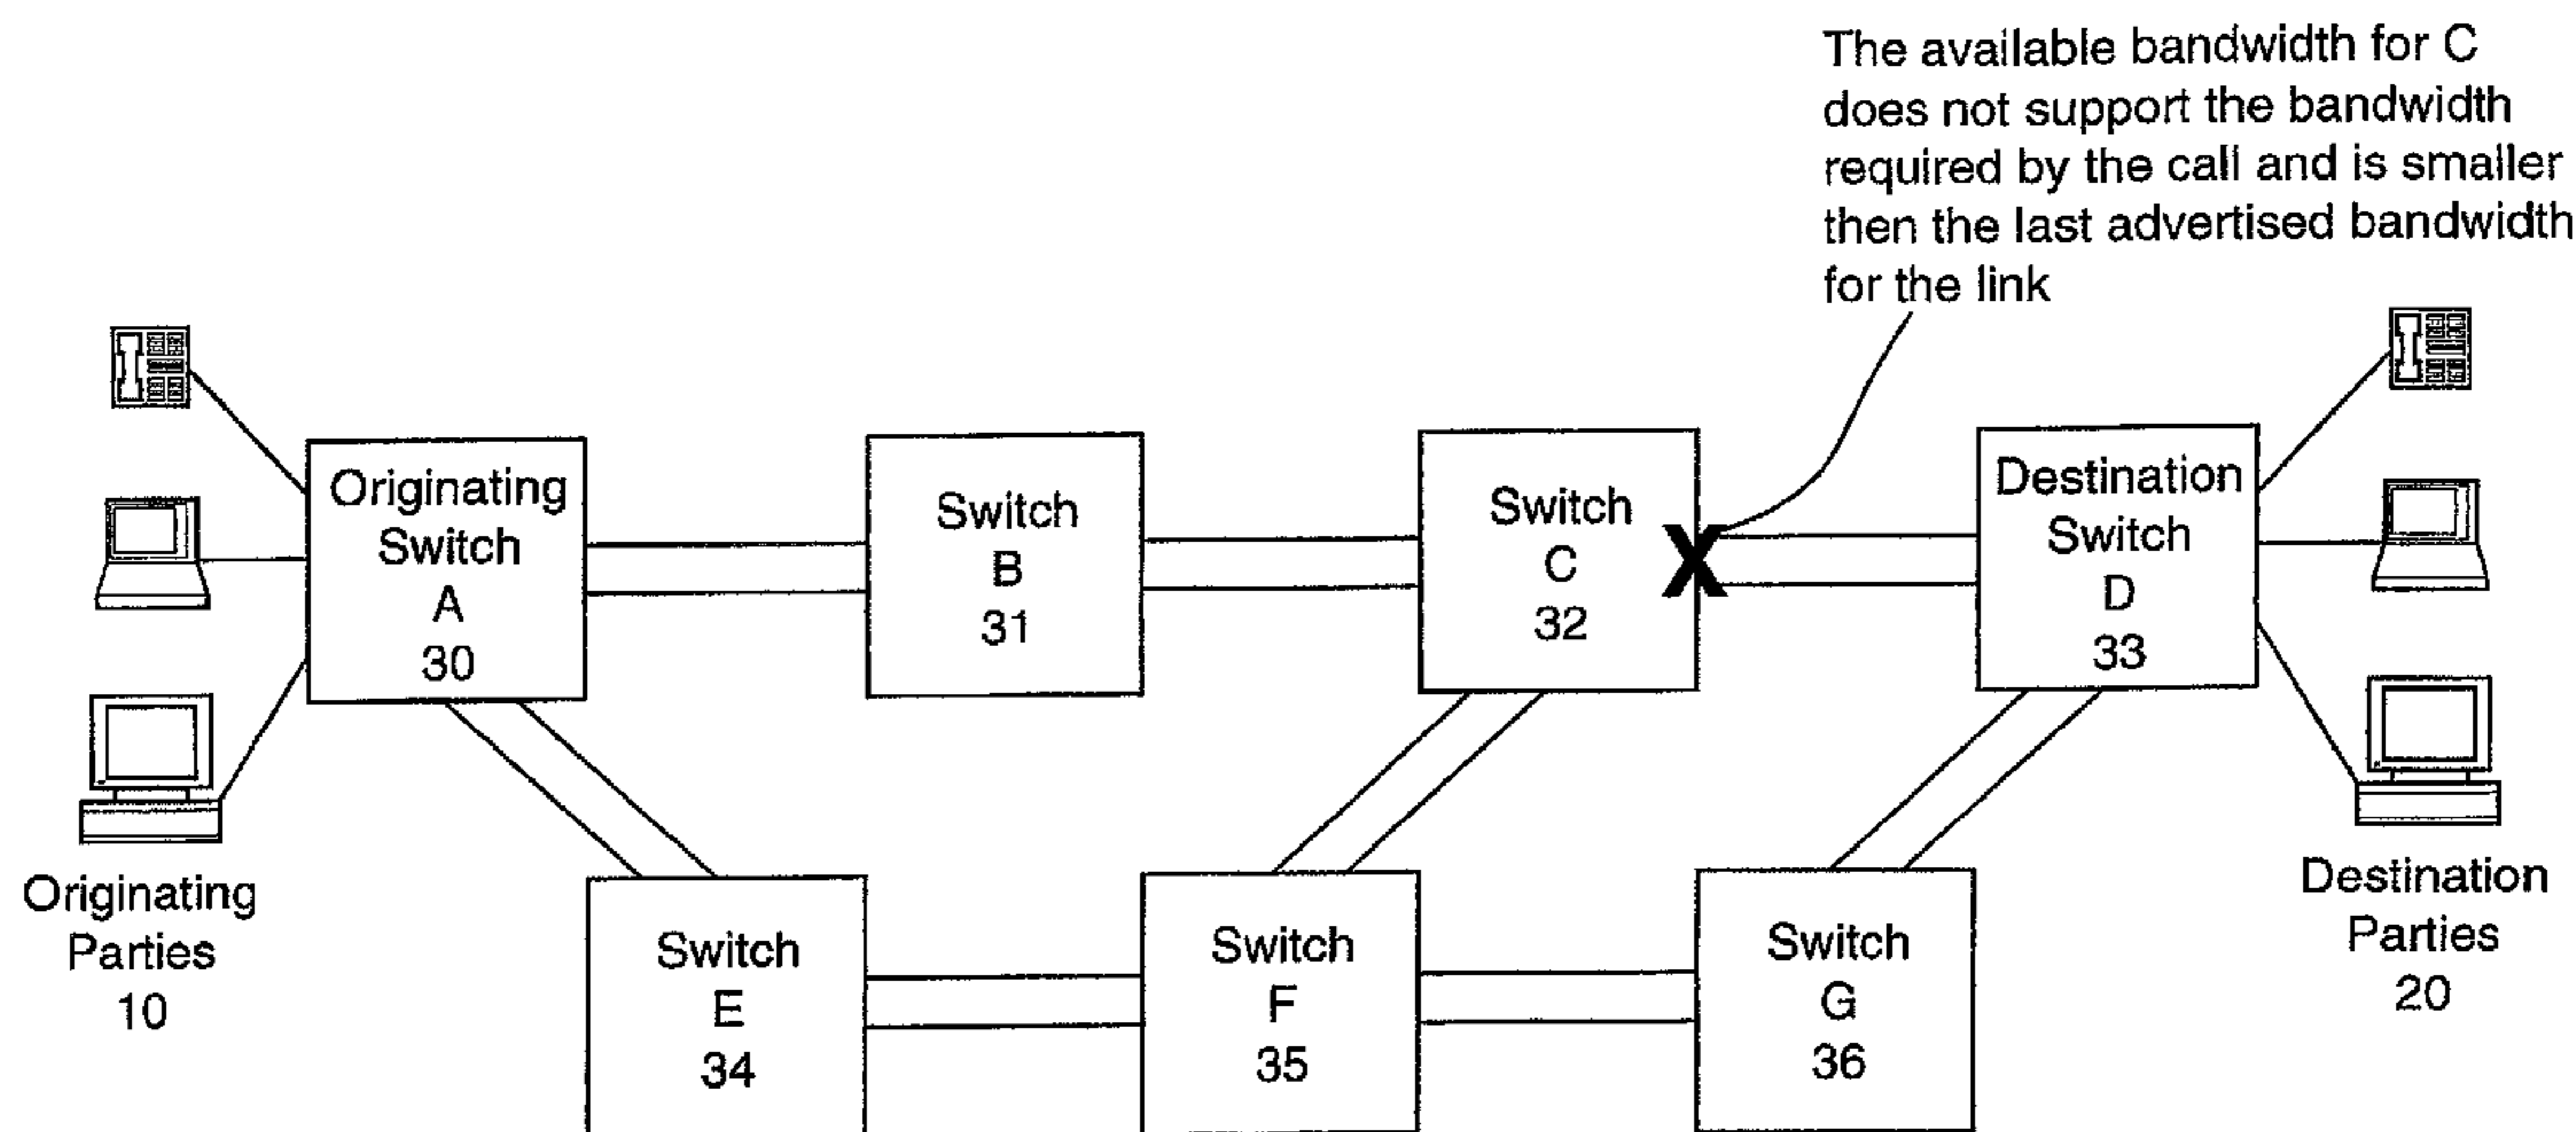 The available bandwidth for C
does not support the bandwidth
required by the call and is smaller
then the last advertised bandwidth
for the link
Originating
Switch
A
30
Switch
B
31
Switch
C
32
X
Destination
Switch
D
33
Originating
Parties
10
Switch
E
34
Switch
F
35
Switch
G
36
Destination
Parties
20